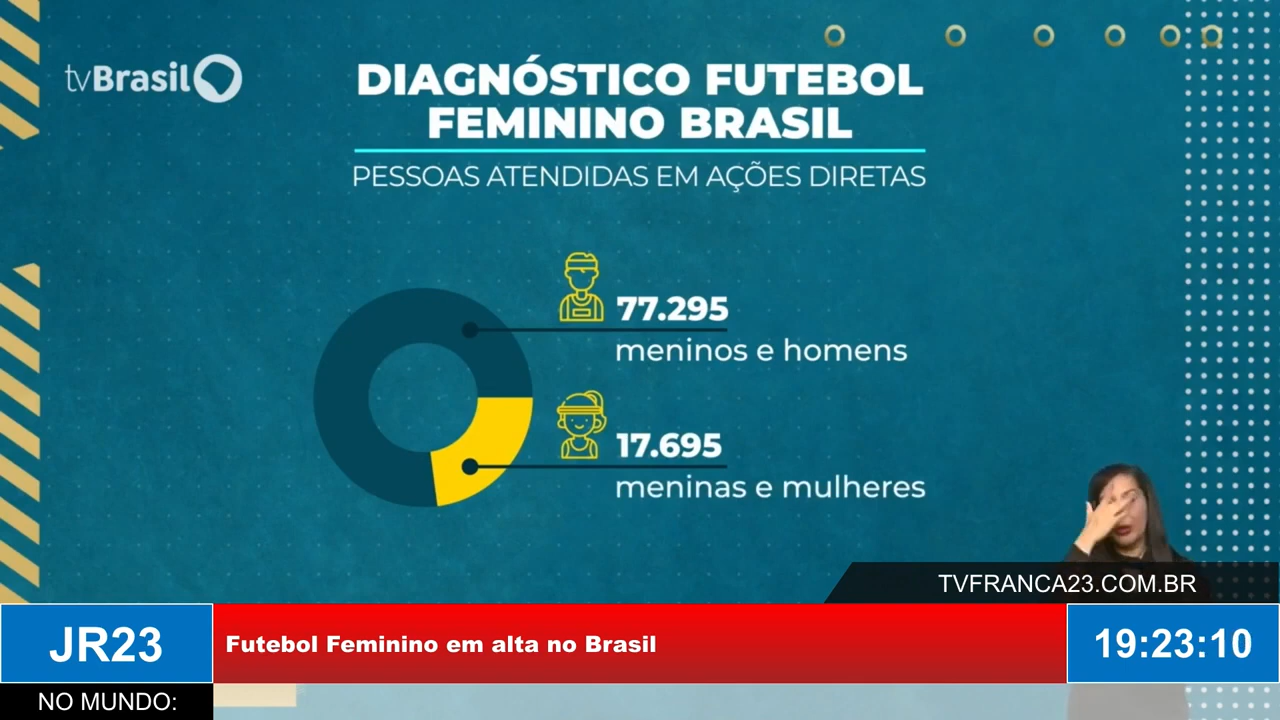 tvBrasil
DIAGNÓSTICO FUTEBOL
FEMININO BRASIL
PESSOAS ATENDIDAS EM AÇÕES DIRETAS
77.295
meninos e homens
17.695
meninas e mulheres
TVFRANCA23.COM.BR
JR23
Futebol Feminino em alta no Brasil
19:23:10
NO MUNDO: